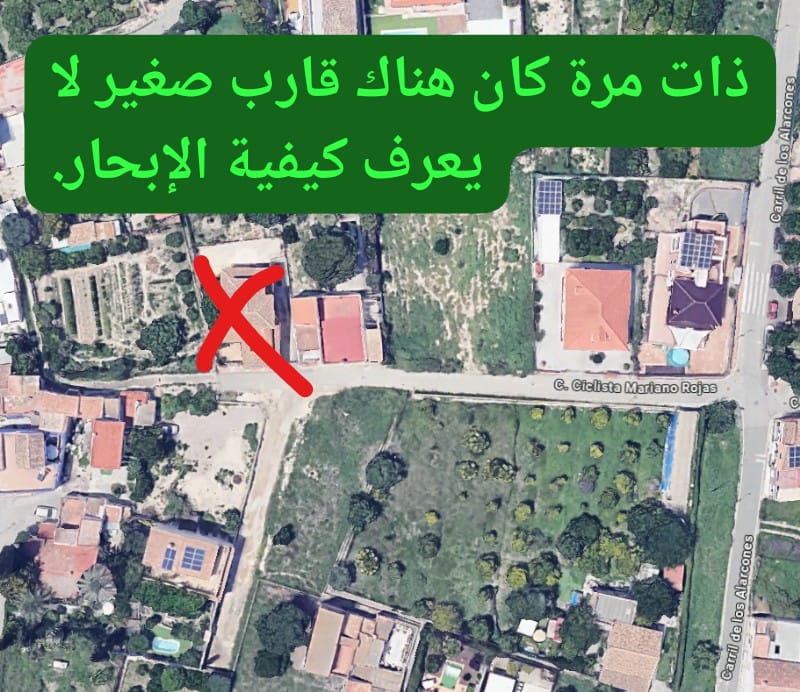 ذات مرة كان هناك قارب صغير لا
يعرف كيفية الإبحار.
Carril de los Alarcones
C. Ciclista Mariano Rojas
C
Carril de los Alarcones